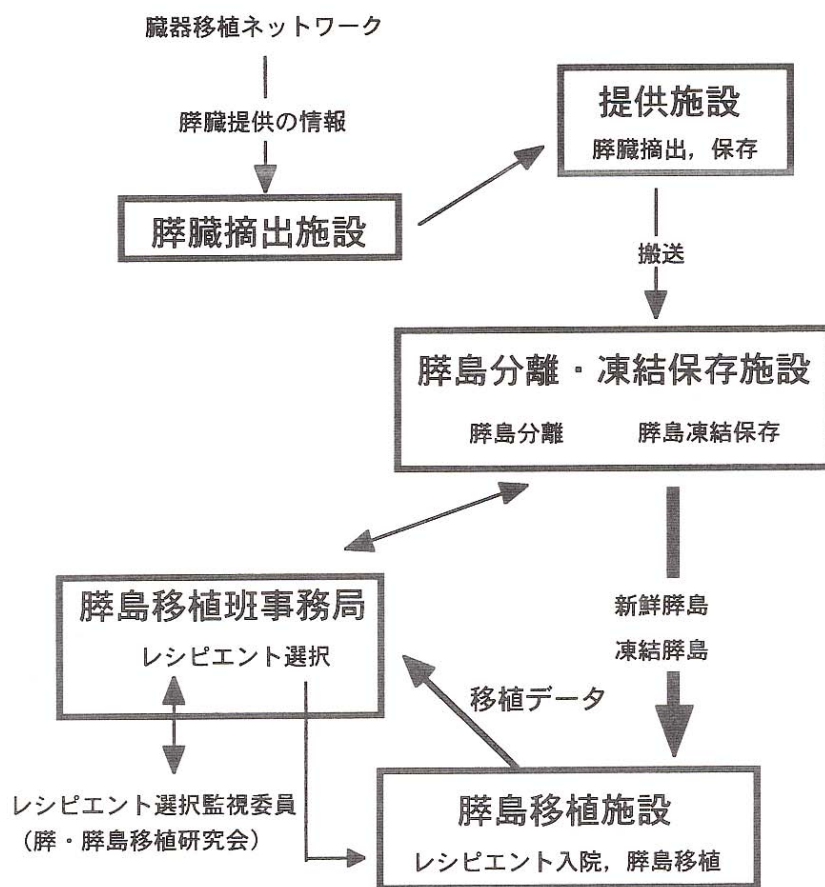 臓器移植ネットワーク
膵臓提供の情報
膵臓摘出施設
提供施設
膵臓摘出，保存
搬送
膵島分離・凍結保存施設
膵島分離
膵島凍結保存
膵島移植班事務局
レシピエント選択
新鮮膵島
凍結膵島
移植データ
レシピエント選択監視委員
（膵・膵島移植研究会）
膵島移植施設
レシピエント入院，膵島移植